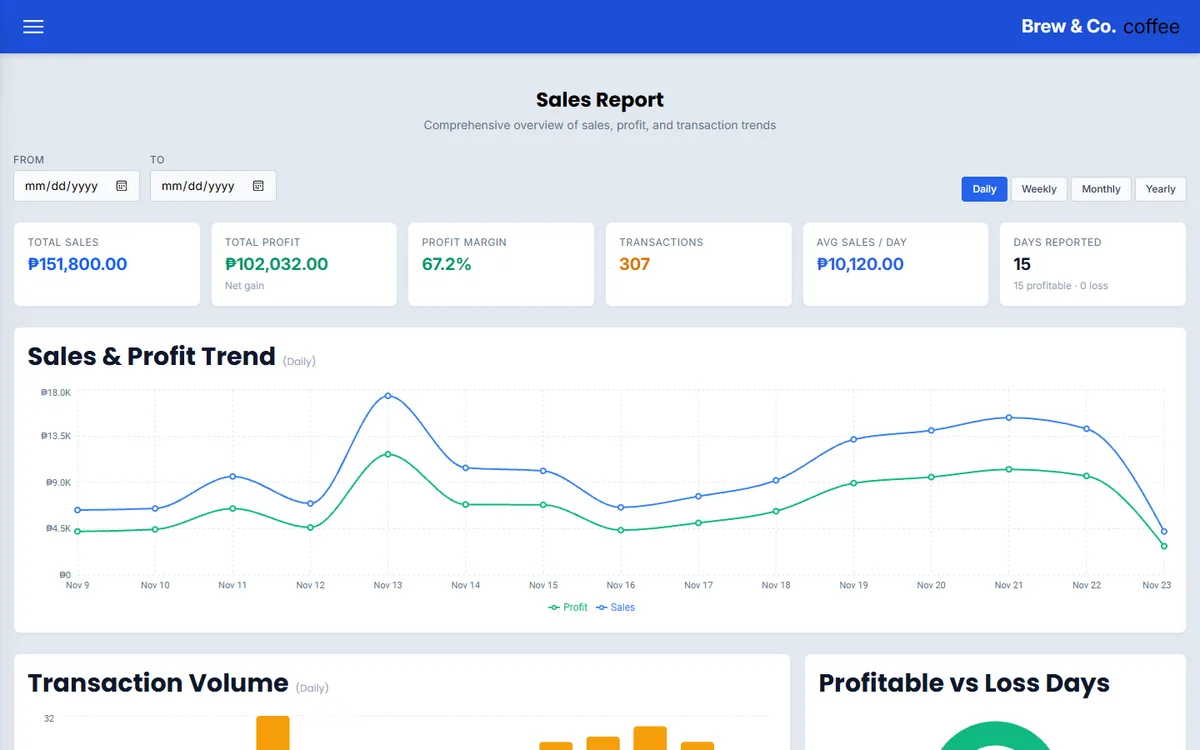 Brew & Co. coffee
Sales Report
Comprehensive overview of sales, profit, and transaction trends
FROM
TO
mm/dd/yyyy
mm/dd/yyyy
Daily
Weekly
Monthly
Yearly
TOTAL SALES
₱151,800.00
TOTAL PROFIT
₱102,032.00
Net gain
PROFIT MARGIN
67.2%
TRANSACTIONS
307
AVG SALES / DAY
₱10,120.00
DAYS REPORTED
15
15 profitable · 0 loss
Sales & Profit Trend (Daily)
₱18.0K
₱13.5K
₱9.0K
₱4.5K
₱0
Nov 9 Nov 10 Nov 11 Nov 12 Nov 13 Nov 14 Nov 15 Nov 16 Nov 17 Nov 18 Nov 19 Nov 20 Nov 21 Nov 22 Nov 23
Profit Sales
Transaction Volume (Daily)
32
Profitable vs Loss Days